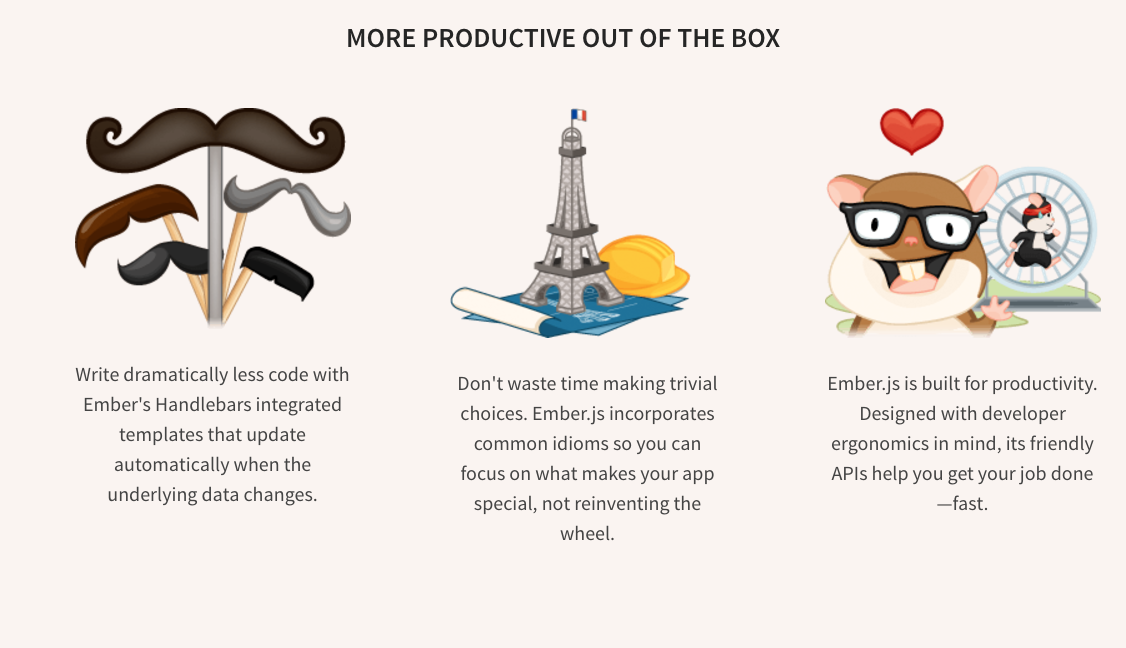 MORE PRODUCTIVE OUT OF THE BOX
Write dramatically less code with
Ember's Handlebars integrated
templates that update
automatically when the
underlying data changes.
Don't waste time making trivial
choices. Ember.js incorporates
common idioms so you can
focus on what makes your app
special, not reinventing the
wheel.
Ember.js is built for productivity.
Designed with developer
ergonomics in mind, its friendly
APIs help you get your job done
—fast.